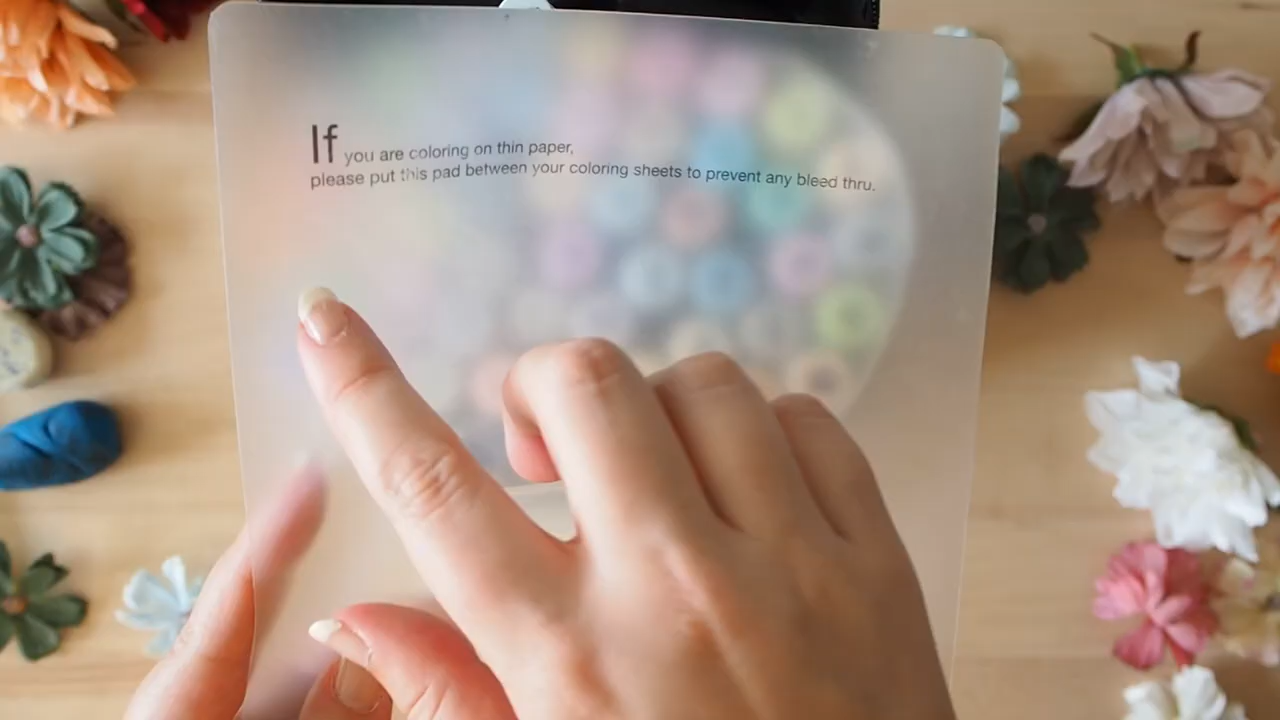 If you are coloring on thin paper,
please put this pad between your coloring sheets to prevent any bleed thru.